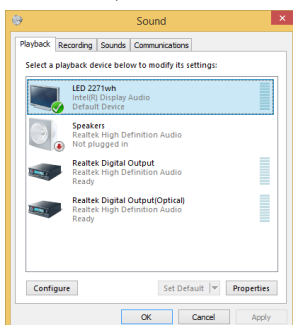 Sound
Playback Recording Sounds Communications
Select a playback device below to modify its settings:
LED 2271wh
Intel(R) Display Audio
Default Device
Speakers
Realtek High Definition Audio
Not plugged in
Realtek Digital Output
Realtek High Definition Audio
Ready
Realtek Digital Output(Optical)
Realtek High Definition Audio
Ready
Configure Set Default Properties
OK Cancel Apply